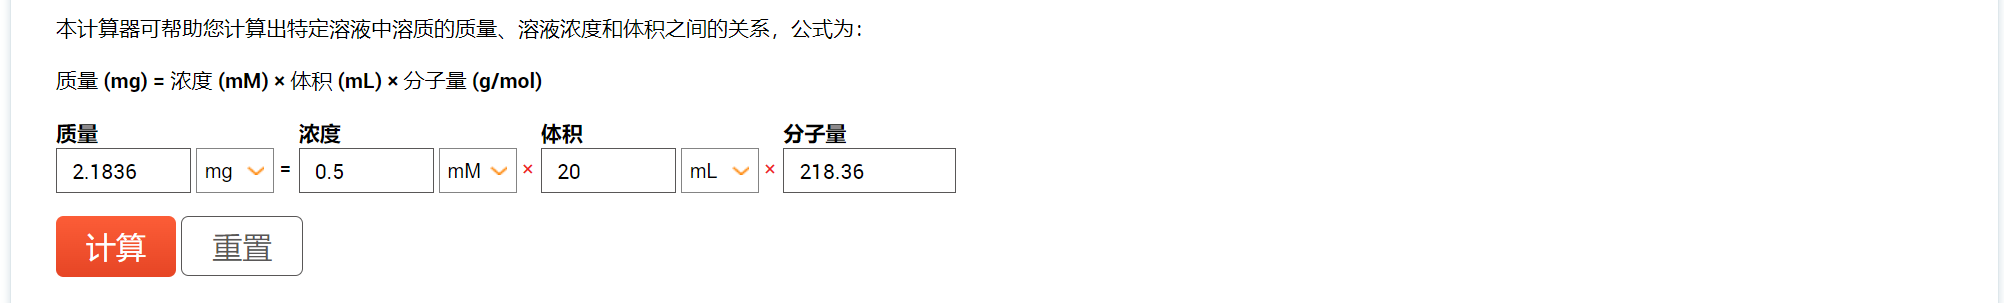 本计算器可帮助您计算出特定溶液中溶质的质量、溶液浓度和体积之间的关系，公式为：
质量 (mg) = 浓度 (mM) × 体积 (mL) × 分子量 (g/mol)
质量 浓度 体积 分子量
2.1836 mg = 0.5 mM × 20 mL × 218.36
计算 重置